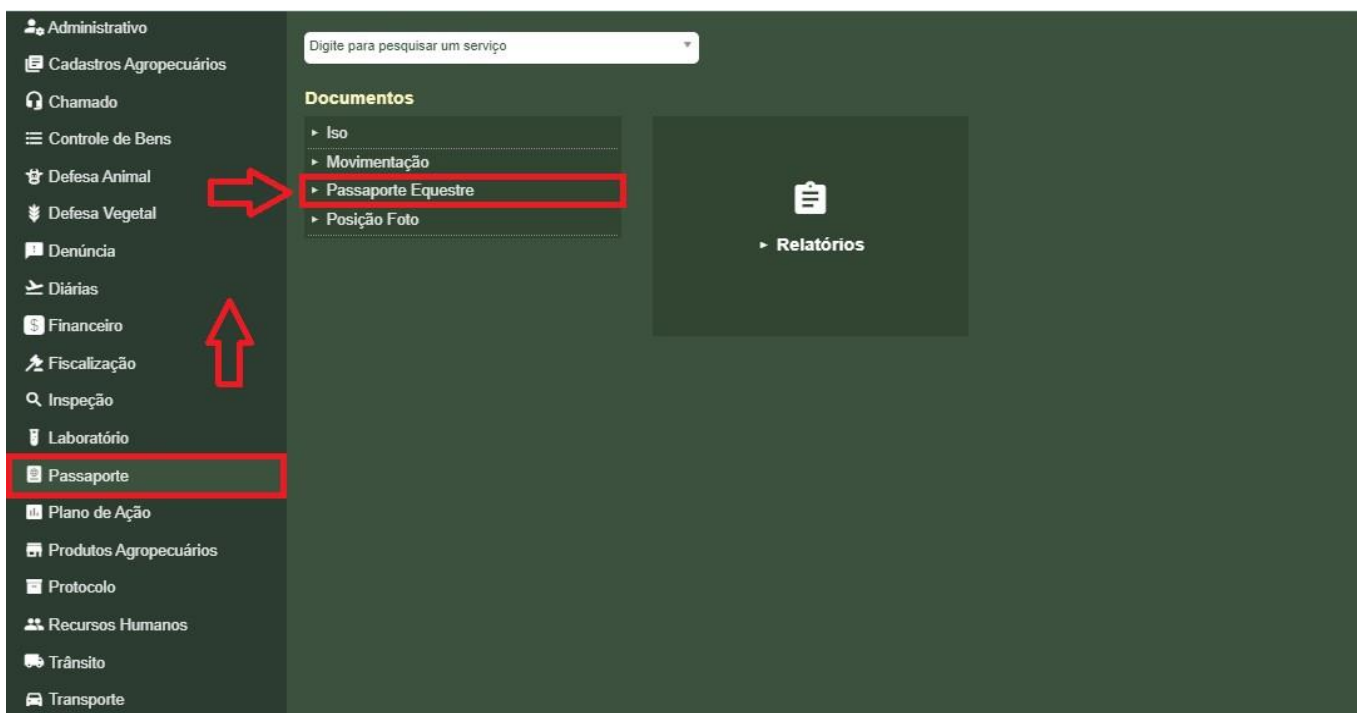 Administrativo
Cadastros Agropecuários
Chamado
Controle de Bens
Defesa Animal
Defesa Vegetal
Denúncia
Diárias
Financeiro
Fiscalização
Inspeção
Laboratório
Passaporte
Plano de Ação
Produtos Agropecuários
Protocolo
Recursos Humanos
Trânsito
Transporte
Digite para pesquisar um serviço
Documentos
Iso
Movimentação
Passaporte Equestre
Posição Foto
Relatórios